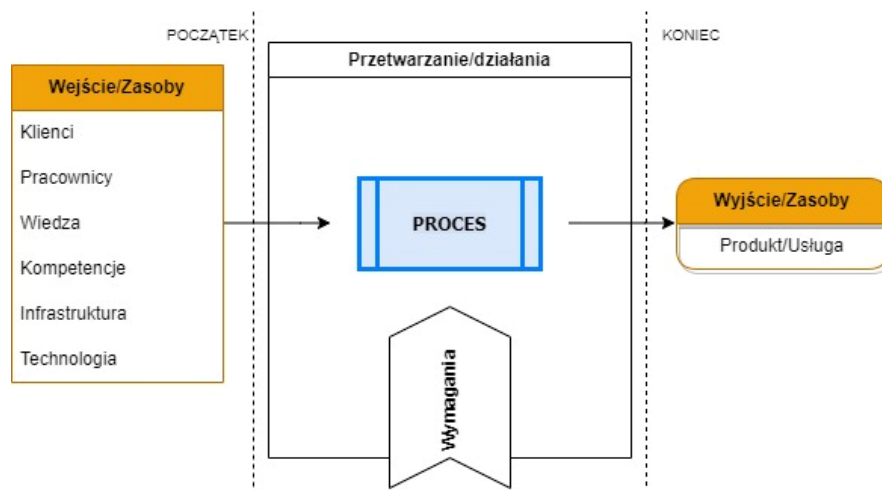 POCZĄTEK
KONIEC
Przetwarzanie/działania
Wejście/Zasoby
Klienci
Pracownicy
Wiedza
Kompetencje
Infrastruktura
Technologia
PROCES
Wymagania
Wyjście/Zasoby
Produkt/Usługa